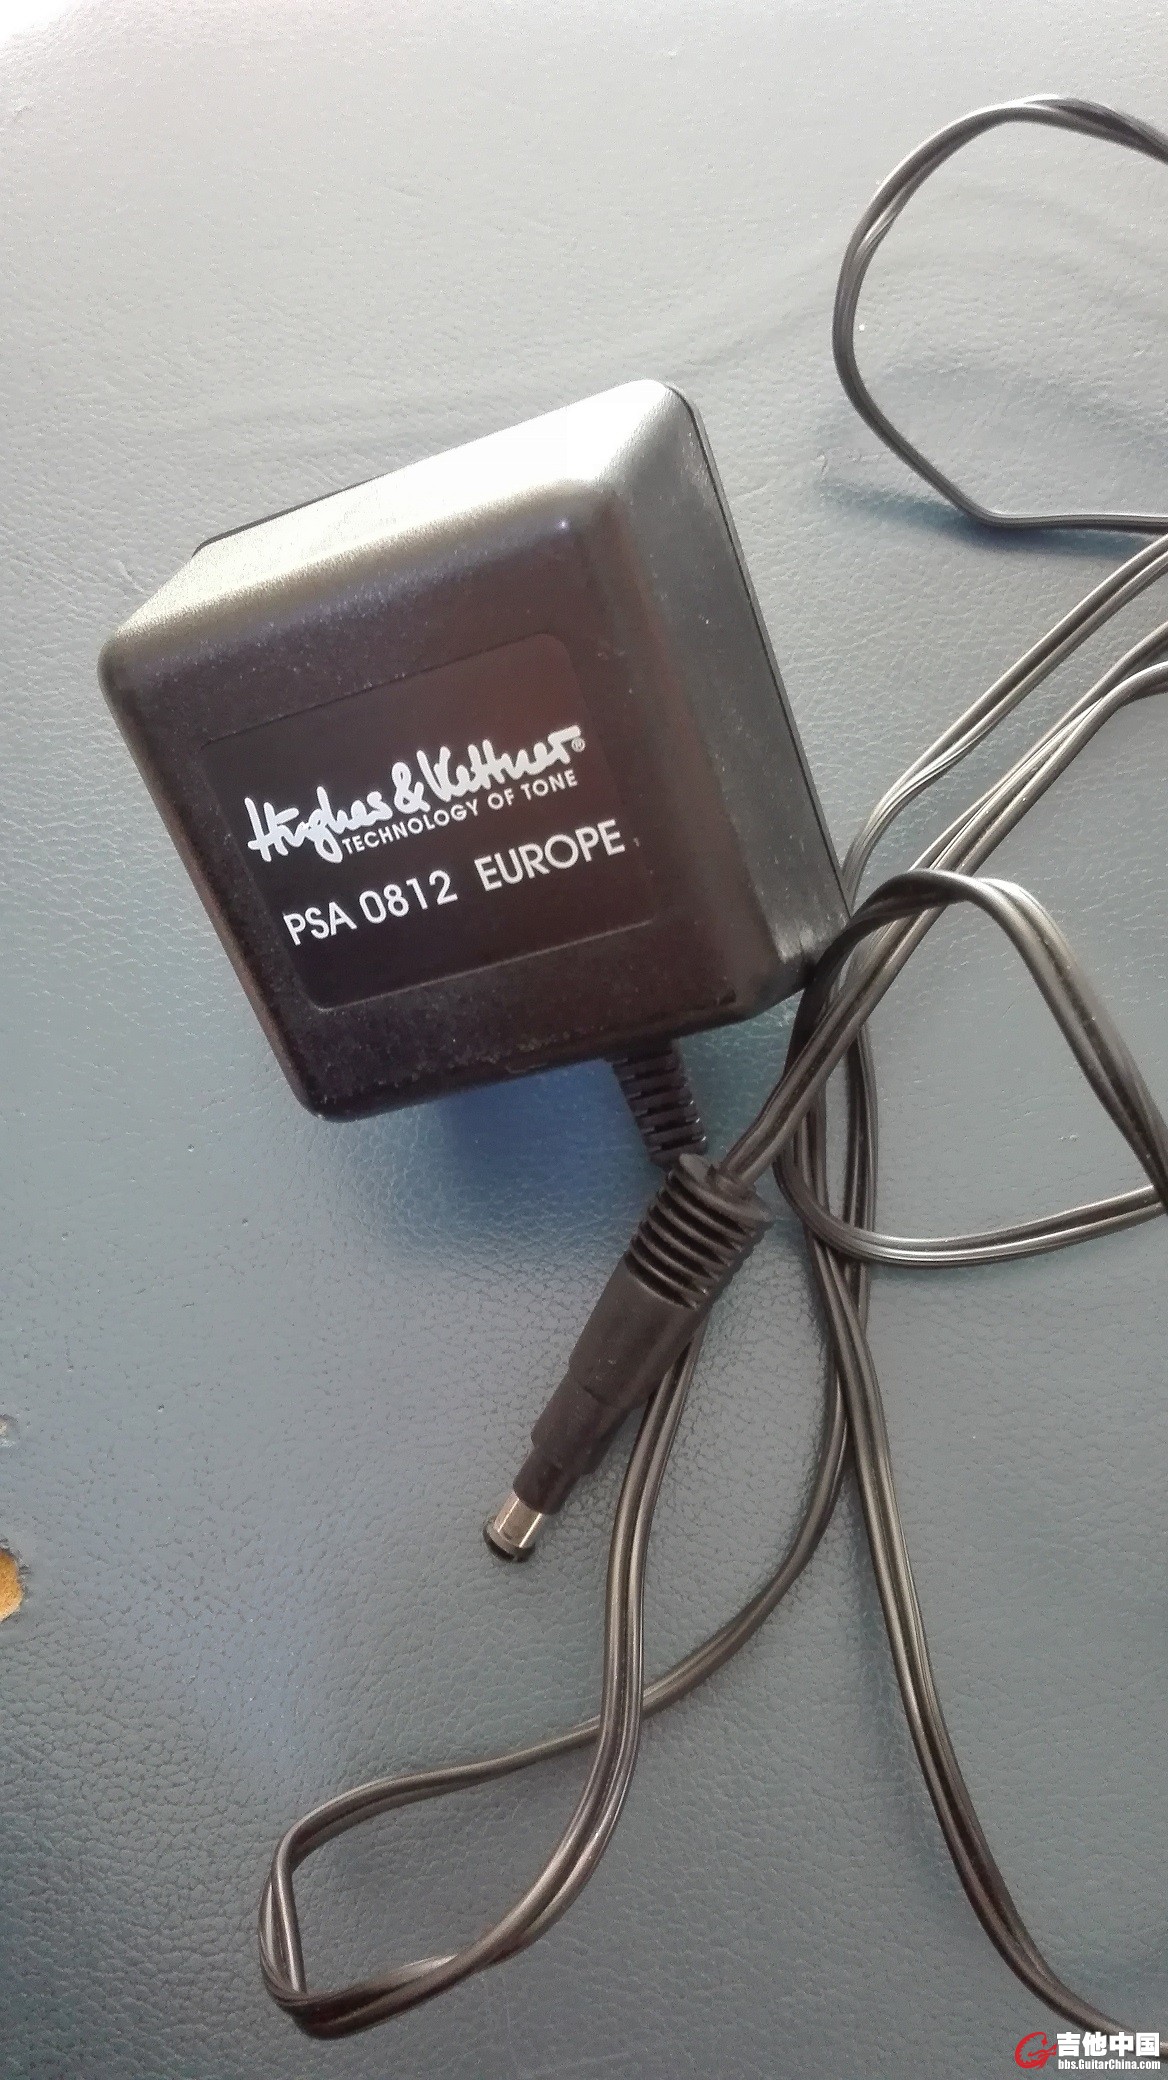 Hughes & Kettner®
TECHNOLOGY OF TONE
PSA 0812 EUROPE
吉他中国
bbs.GuitarChina.com